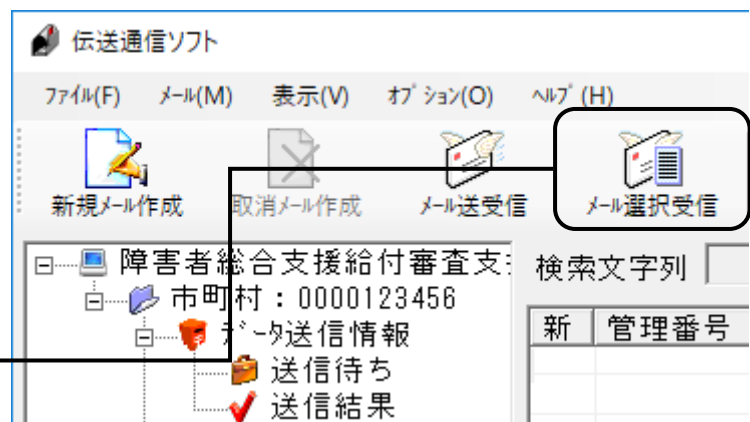 伝送通信ソフト
ﾌｧｲﾙ(F) ﾒｰﾙ(M) 表示(V) ｵﾌﾟｼｮﾝ(O) ﾍﾙﾌﾟ(H)
新規ﾒｰﾙ作成 取消ﾒｰﾙ作成 ﾒｰﾙ送受信 ﾒｰﾙ選択受信
障害者総合支援給付審査支
検索文字列
市町村：0000123456
新 管理番号
ﾃﾞｰﾀ送信情報
送信待ち
送信結果